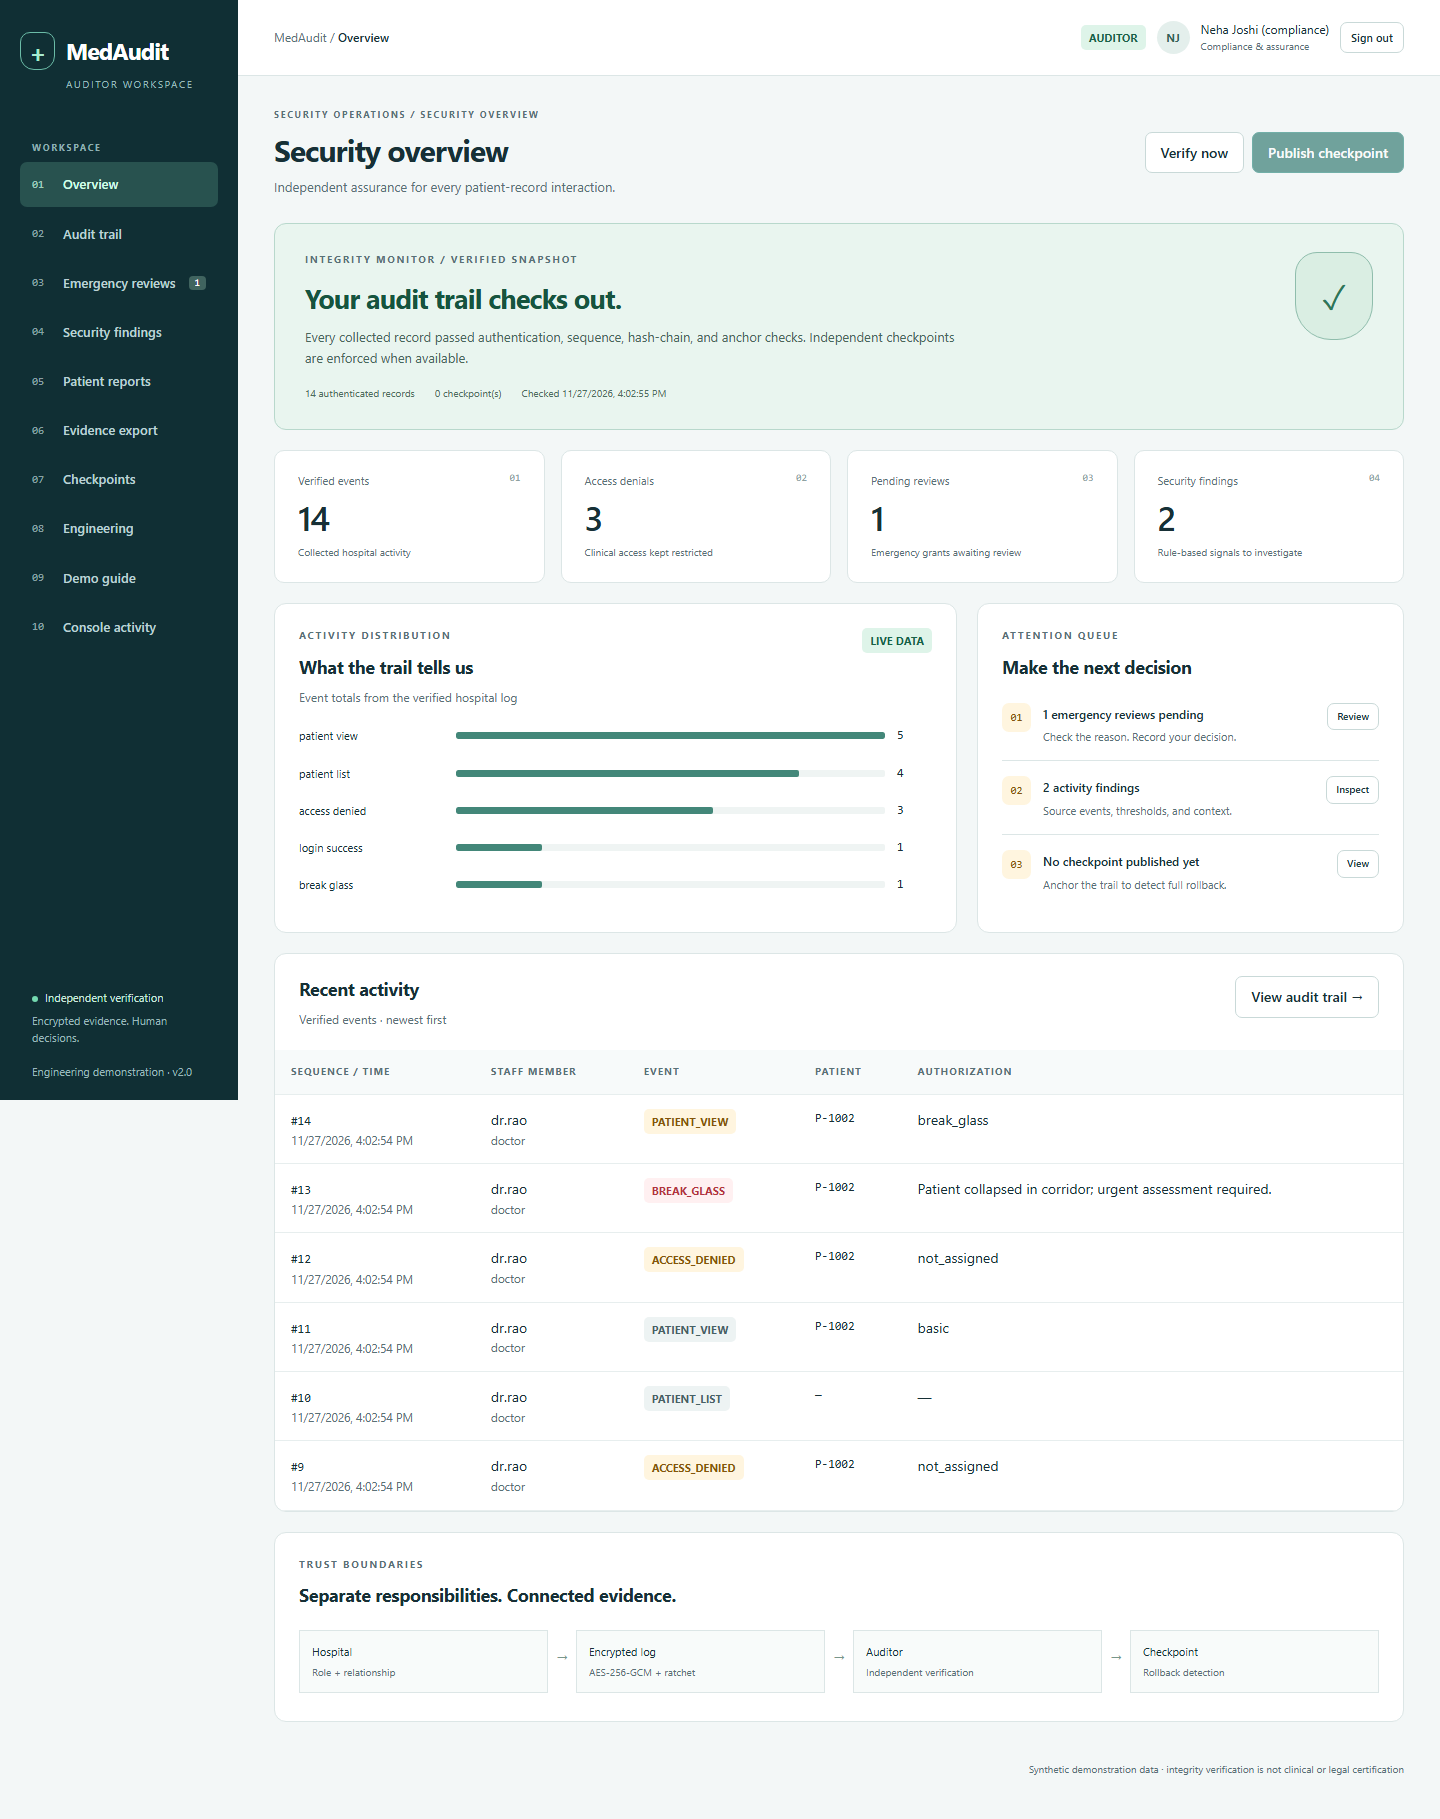 + MedAudit
AUDITOR WORKSPACE
WORKSPACE
01 Overview
02 Audit trail
03 Emergency reviews 1
04 Security findings
05 Patient reports
06 Evidence export
07 Checkpoints
08 Engineering
09 Demo guide
10 Console activity
Independent verification
Encrypted evidence. Human
decisions.
Engineering demonstration · v2.0
MedAudit / Overview
AUDITOR
NJ
Neha Joshi (compliance)
Compliance & assurance
Sign out
SECURITY OPERATIONS / SECURITY OVERVIEW
Security overview
Independent assurance for every patient-record interaction.
Verify now
Publish checkpoint
INTEGRITY MONITOR / VERIFIED SNAPSHOT
Your audit trail checks out.
Every collected record passed authentication, sequence, hash-chain, and anchor checks. Independent checkpoints
are enforced when available.
14 authenticated records 0 checkpoint(s) Checked 11/27/2026, 4:02:55 PM
✓
Verified events 01
14
Collected hospital activity
Access denials 02
3
Clinical access kept restricted
Pending reviews 03
1
Emergency grants awaiting review
Security findings 04
2
Rule-based signals to investigate
ACTIVITY DISTRIBUTION
LIVE DATA
What the trail tells us
Event totals from the verified hospital log
patient view 5
patient list 4
access denied 3
login success 1
break glass 1
ATTENTION QUEUE
Make the next decision
01 1 emergency reviews pending
Check the reason. Record your decision.
Review
02 2 activity findings
Source events, thresholds, and context.
Inspect
03 No checkpoint published yet
Anchor the trail to detect full rollback.
View
Recent activity
Verified events · newest first
View audit trail →
SEQUENCE / TIME STAFF MEMBER EVENT PATIENT AUTHORIZATION
#14 dr.rao PATIENT_VIEW P-1002 break_glass
11/27/2026, 4:02:54 PM doctor
#13 dr.rao BREAK_GLASS P-1002 Patient collapsed in corridor; urgent assessment required.
11/27/2026, 4:02:54 PM doctor
#12 dr.rao ACCESS_DENIED P-1002 not_assigned
11/27/2026, 4:02:54 PM doctor
#11 dr.rao PATIENT_VIEW P-1002 basic
11/27/2026, 4:02:54 PM doctor
#10 dr.rao PATIENT_LIST — —
11/27/2026, 4:02:54 PM doctor
#9 dr.rao ACCESS_DENIED P-1002 not_assigned
11/27/2026, 4:02:54 PM doctor
TRUST BOUNDARIES
Separate responsibilities. Connected evidence.
Hospital
Role + relationship
→
Encrypted log
AES-256-GCM + ratchet
→
Auditor
Independent verification
→
Checkpoint
Rollback detection
Synthetic demonstration data · integrity verification is not clinical or legal certification